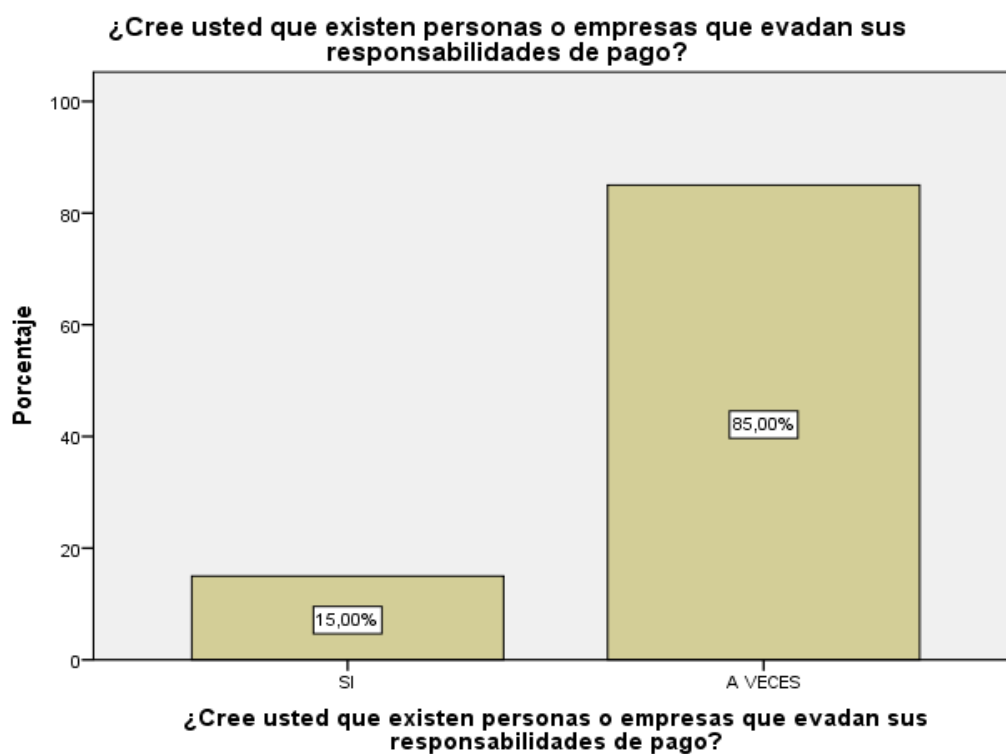 ¿Cree usted que existen personas o empresas que evadan sus
responsabilidades de pago?
Porcentaje
100
80
60
40
20
0
15,00%
85,00%
SI
A VECES
¿Cree usted que existen personas o empresas que evadan sus
responsabilidades de pago?